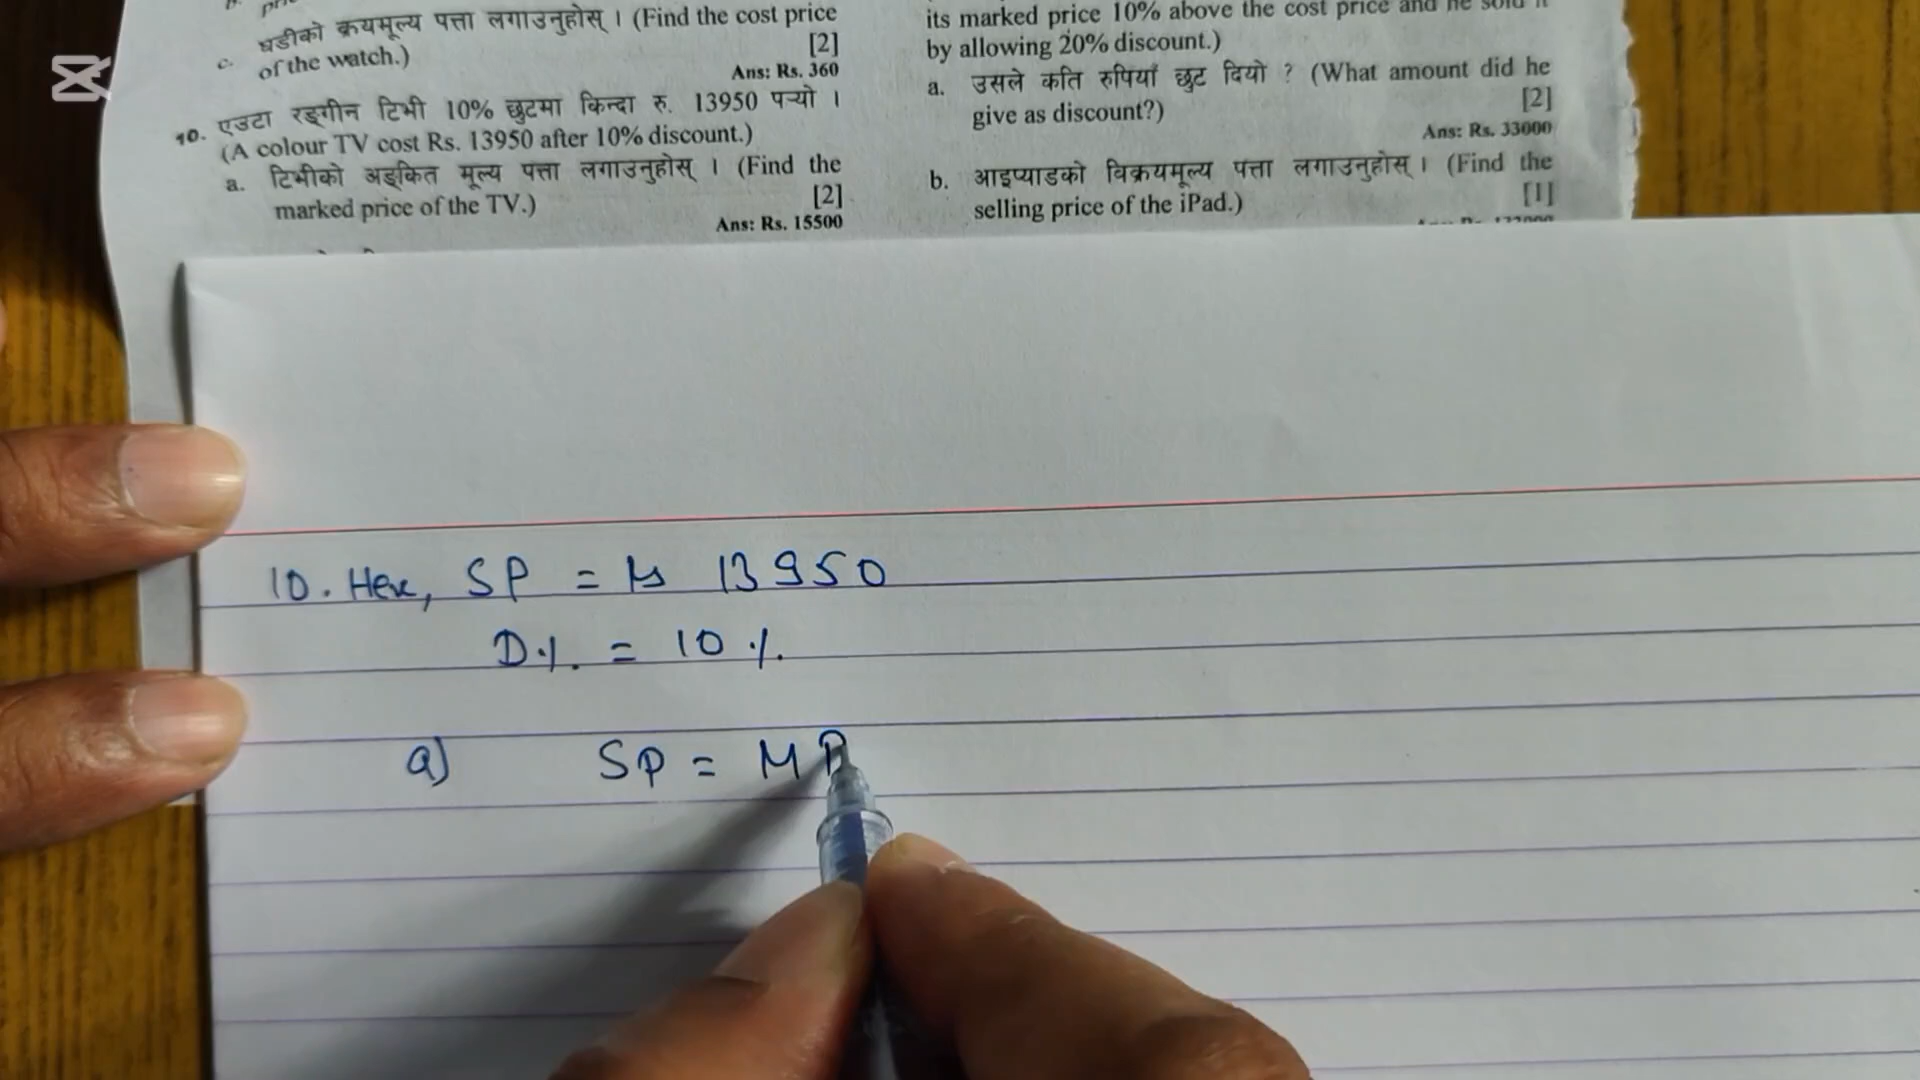 घडीको क्रयमूल्य पत्ता लगाउनुहोस् । (Find the cost price
c.
of the watch.) [2]
Ans: Rs. 360
10. एउटा रङ्गीन टिभी 10% छुटमा किन्दा रु. 13950 पऱ्यो ।
(A colour TV cost Rs. 13950 after 10% discount.)
a. टिभीको अङ्कित मूल्य पत्ता लगाउनुहोस् । (Find the
marked price of the TV.) [2]
Ans: Rs. 15500
its marked price 10% above the cost price and he sold it
by allowing 20% discount.)
a. उसले कति रुपियाँ छुट दियो ? (What amount did he
give as discount?) [2]
Ans: Rs. 33000
b. आइप्याडको विक्रयमूल्य पत्ता लगाउनुहोस् । (Find the
selling price of the iPad.) [1]
10. Here, SP = Rs 13950
D% = 10 %
a) SP = MP